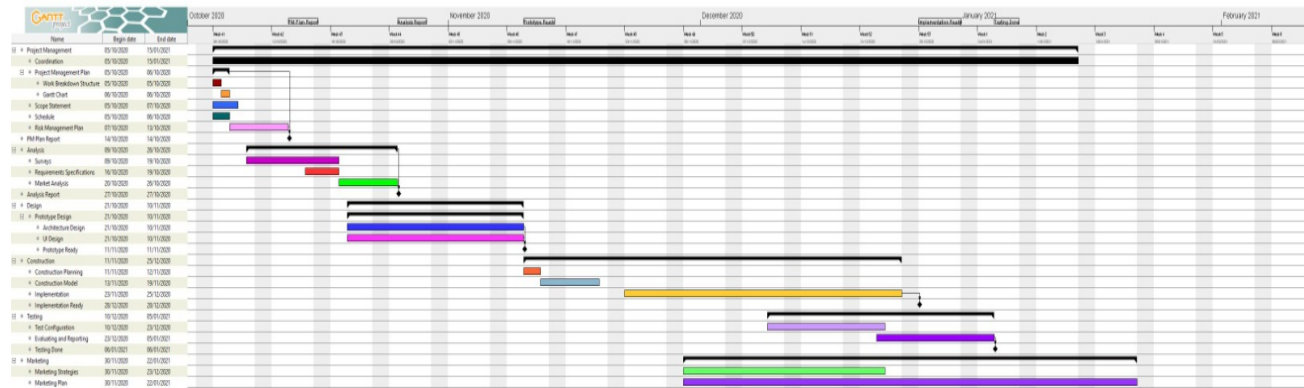 GANTT project
October 2020 November 2020 December 2020 January 2021 February 2021
PM Plan Report Analysis Report Prototype Ready Implementation Ready Testing Done
Name Begin date End date
Project Management 05/10/2020 15/01/2021
Coordination 05/10/2020 15/01/2021
Project Management Plan 05/10/2020 06/10/2020
Work Breakdown Structure 05/10/2020 05/10/2020
Gantt Chart 06/10/2020 06/10/2020
Scope Statement 05/10/2020 07/10/2020
Schedule 05/10/2020 06/10/2020
Risk Management Plan 07/10/2020 13/10/2020
PM Plan Report 14/10/2020 14/10/2020
Analysis 09/10/2020 26/10/2020
Surveys 09/10/2020 19/10/2020
Requirements Specifications 16/10/2020 19/10/2020
Market Analysis 20/10/2020 26/10/2020
Analysis Report 27/10/2020 27/10/2020
Design 21/10/2020 10/11/2020
Prototype Design 21/10/2020 10/11/2020
Architecture Design 21/10/2020 10/11/2020
UI Design 21/10/2020 10/11/2020
Prototype Ready 11/11/2020 11/11/2020
Construction 11/11/2020 25/12/2020
Construction Planning 11/11/2020 12/11/2020
Construction Model 13/11/2020 19/11/2020
Implementation 23/11/2020 25/12/2020
Implementation Ready 28/12/2020 28/12/2020
Testing 10/12/2020 05/01/2021
Test Configuration 10/12/2020 23/12/2020
Evaluating and Reporting 23/12/2020 05/01/2021
Testing Done 06/01/2021 06/01/2021
Marketing 30/11/2020 22/01/2021
Marketing Strategies 30/11/2020 23/12/2020
Marketing Plan 30/11/2020 22/01/2021